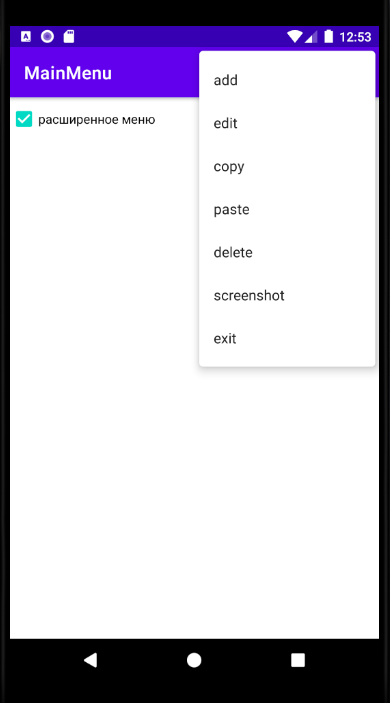 12:53
MainMenu
расширенное меню
add
edit
copy
paste
delete
screenshot
exit